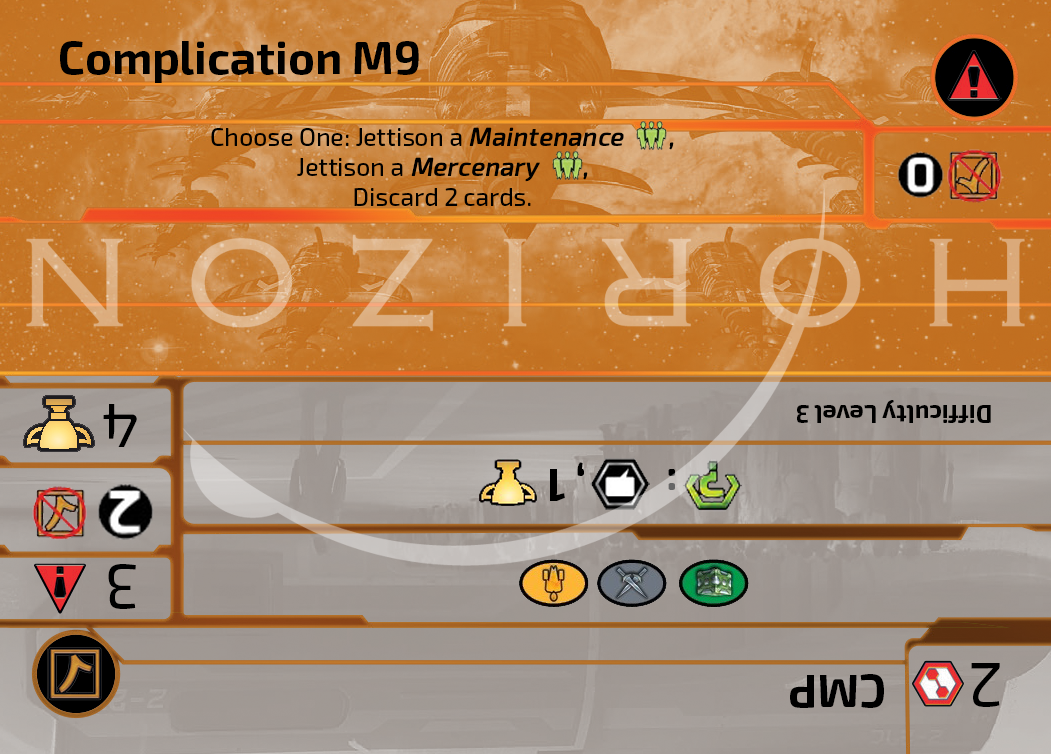 Complication M9
Choose One: Jettison a Maintenance ,
Jettison a Mercenary ,
Discard 2 cards.
0
HORIZON
CMP
2
3
2
4
: , 1
Difficulty Level 3